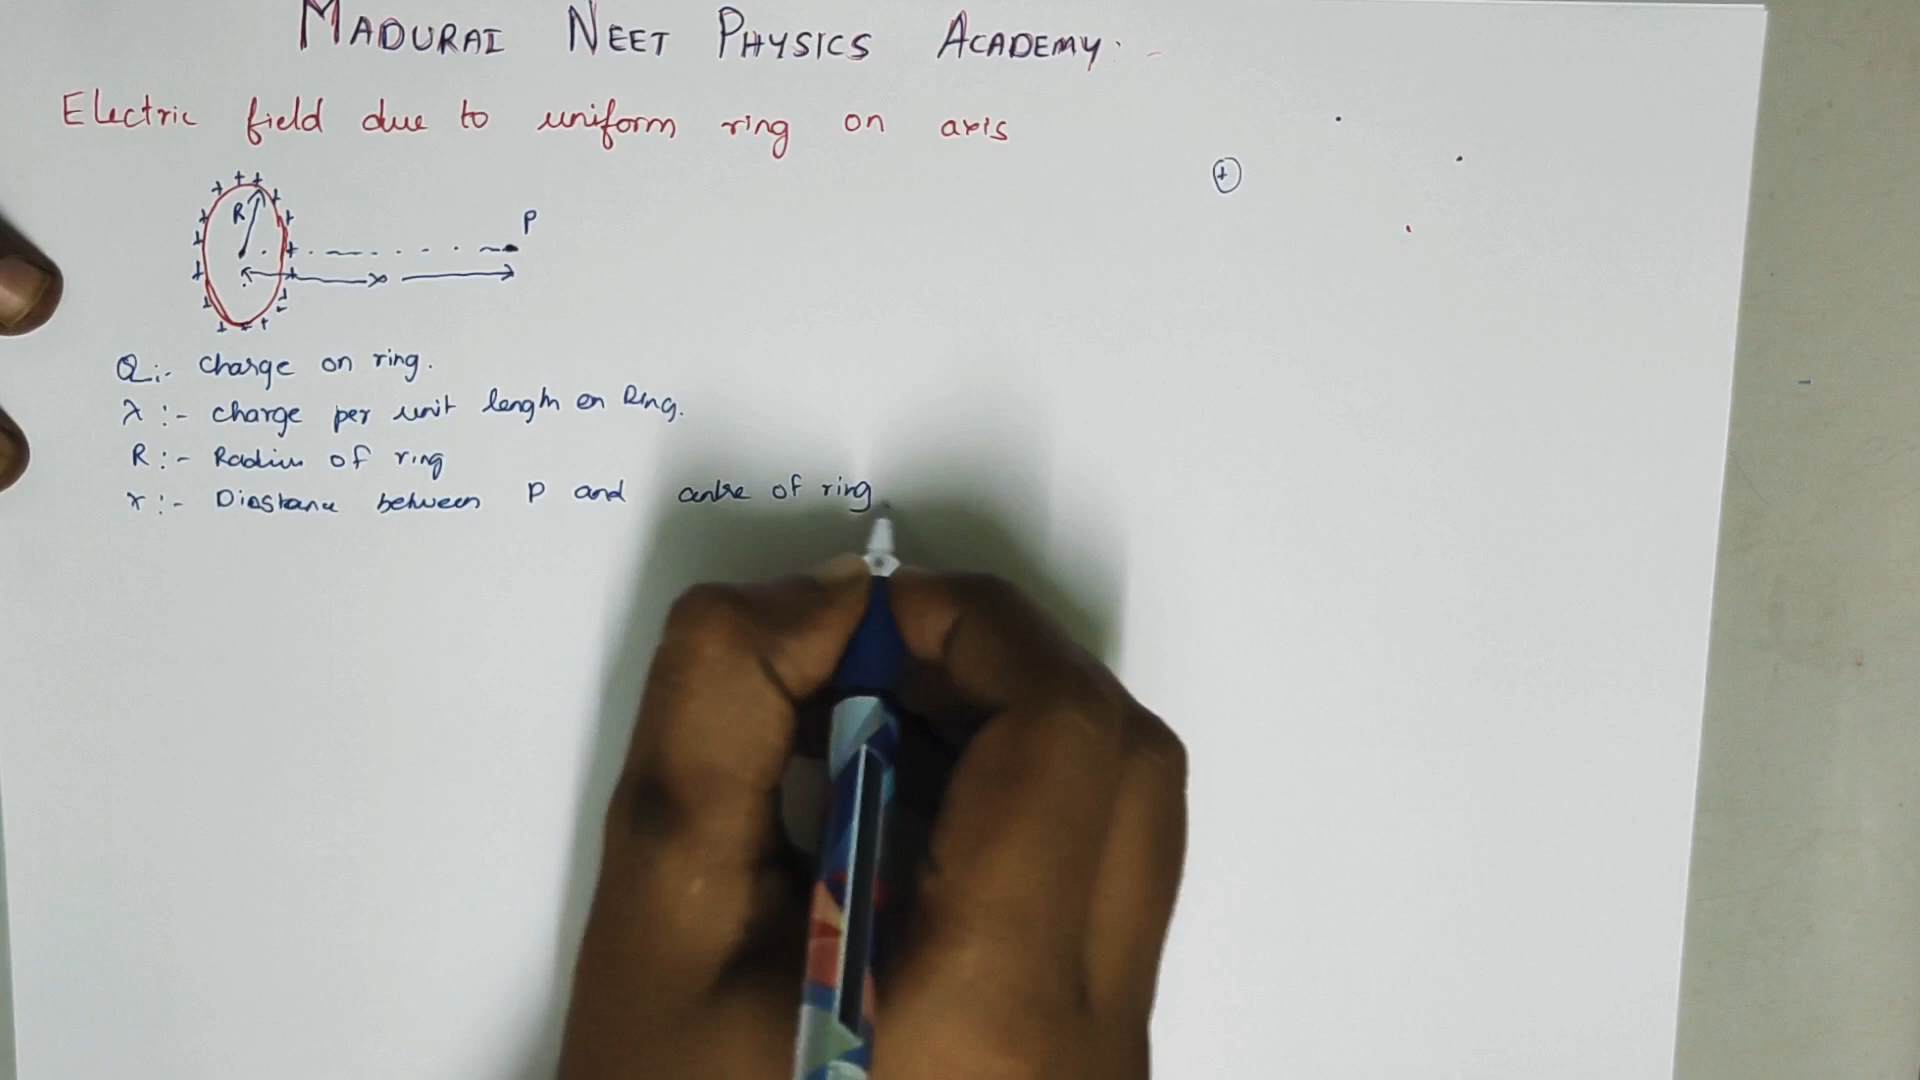 MADURAI NEET PHYSICS ACADEMY:-
Electric field due to uniform ring on axis
R
P
x
Q:- Charge on ring.
λ:- Charge per unit length on Ring.
R:- Radius of ring
x:- Diastance between P and centre of ring.